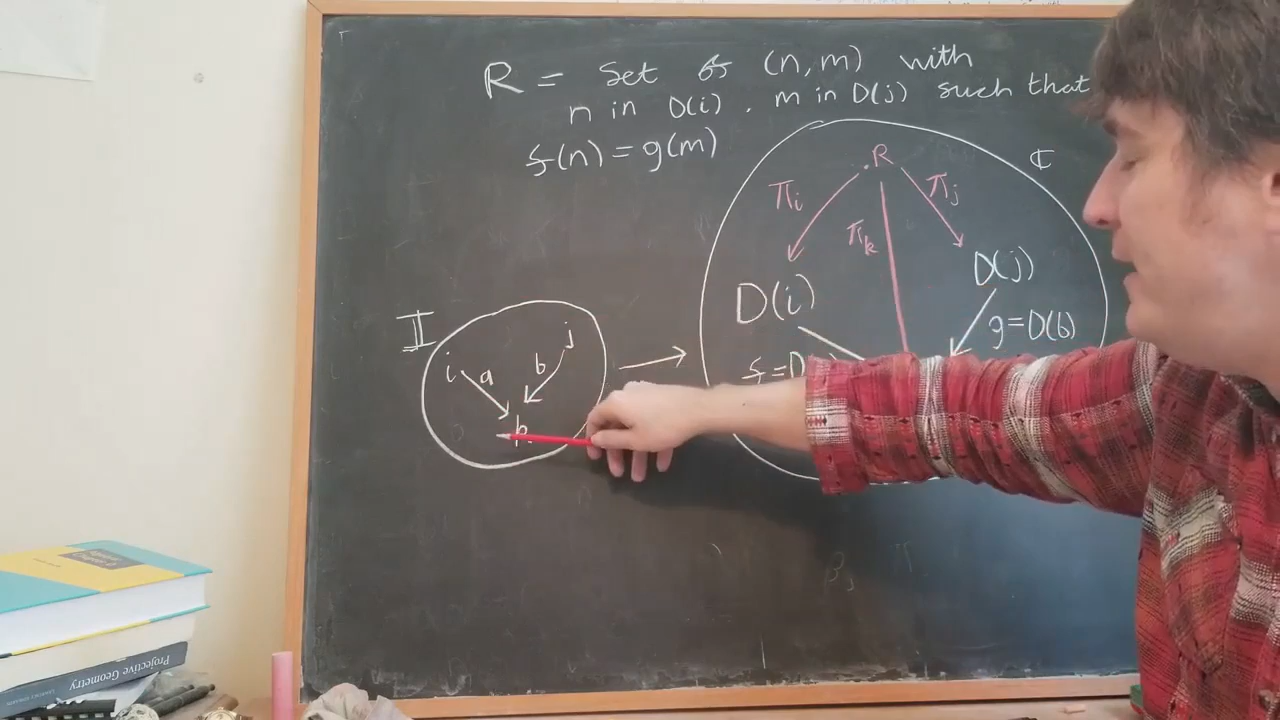 R = Set of (n,m) with
n in D(i), m in D(j) such that
f(n) = g(m)
ℂ
R
πi
πj
πk
D(i)
D(j)
g=D(b)
f=D
𝕀
i
a
b
j
k
Projective Geometry